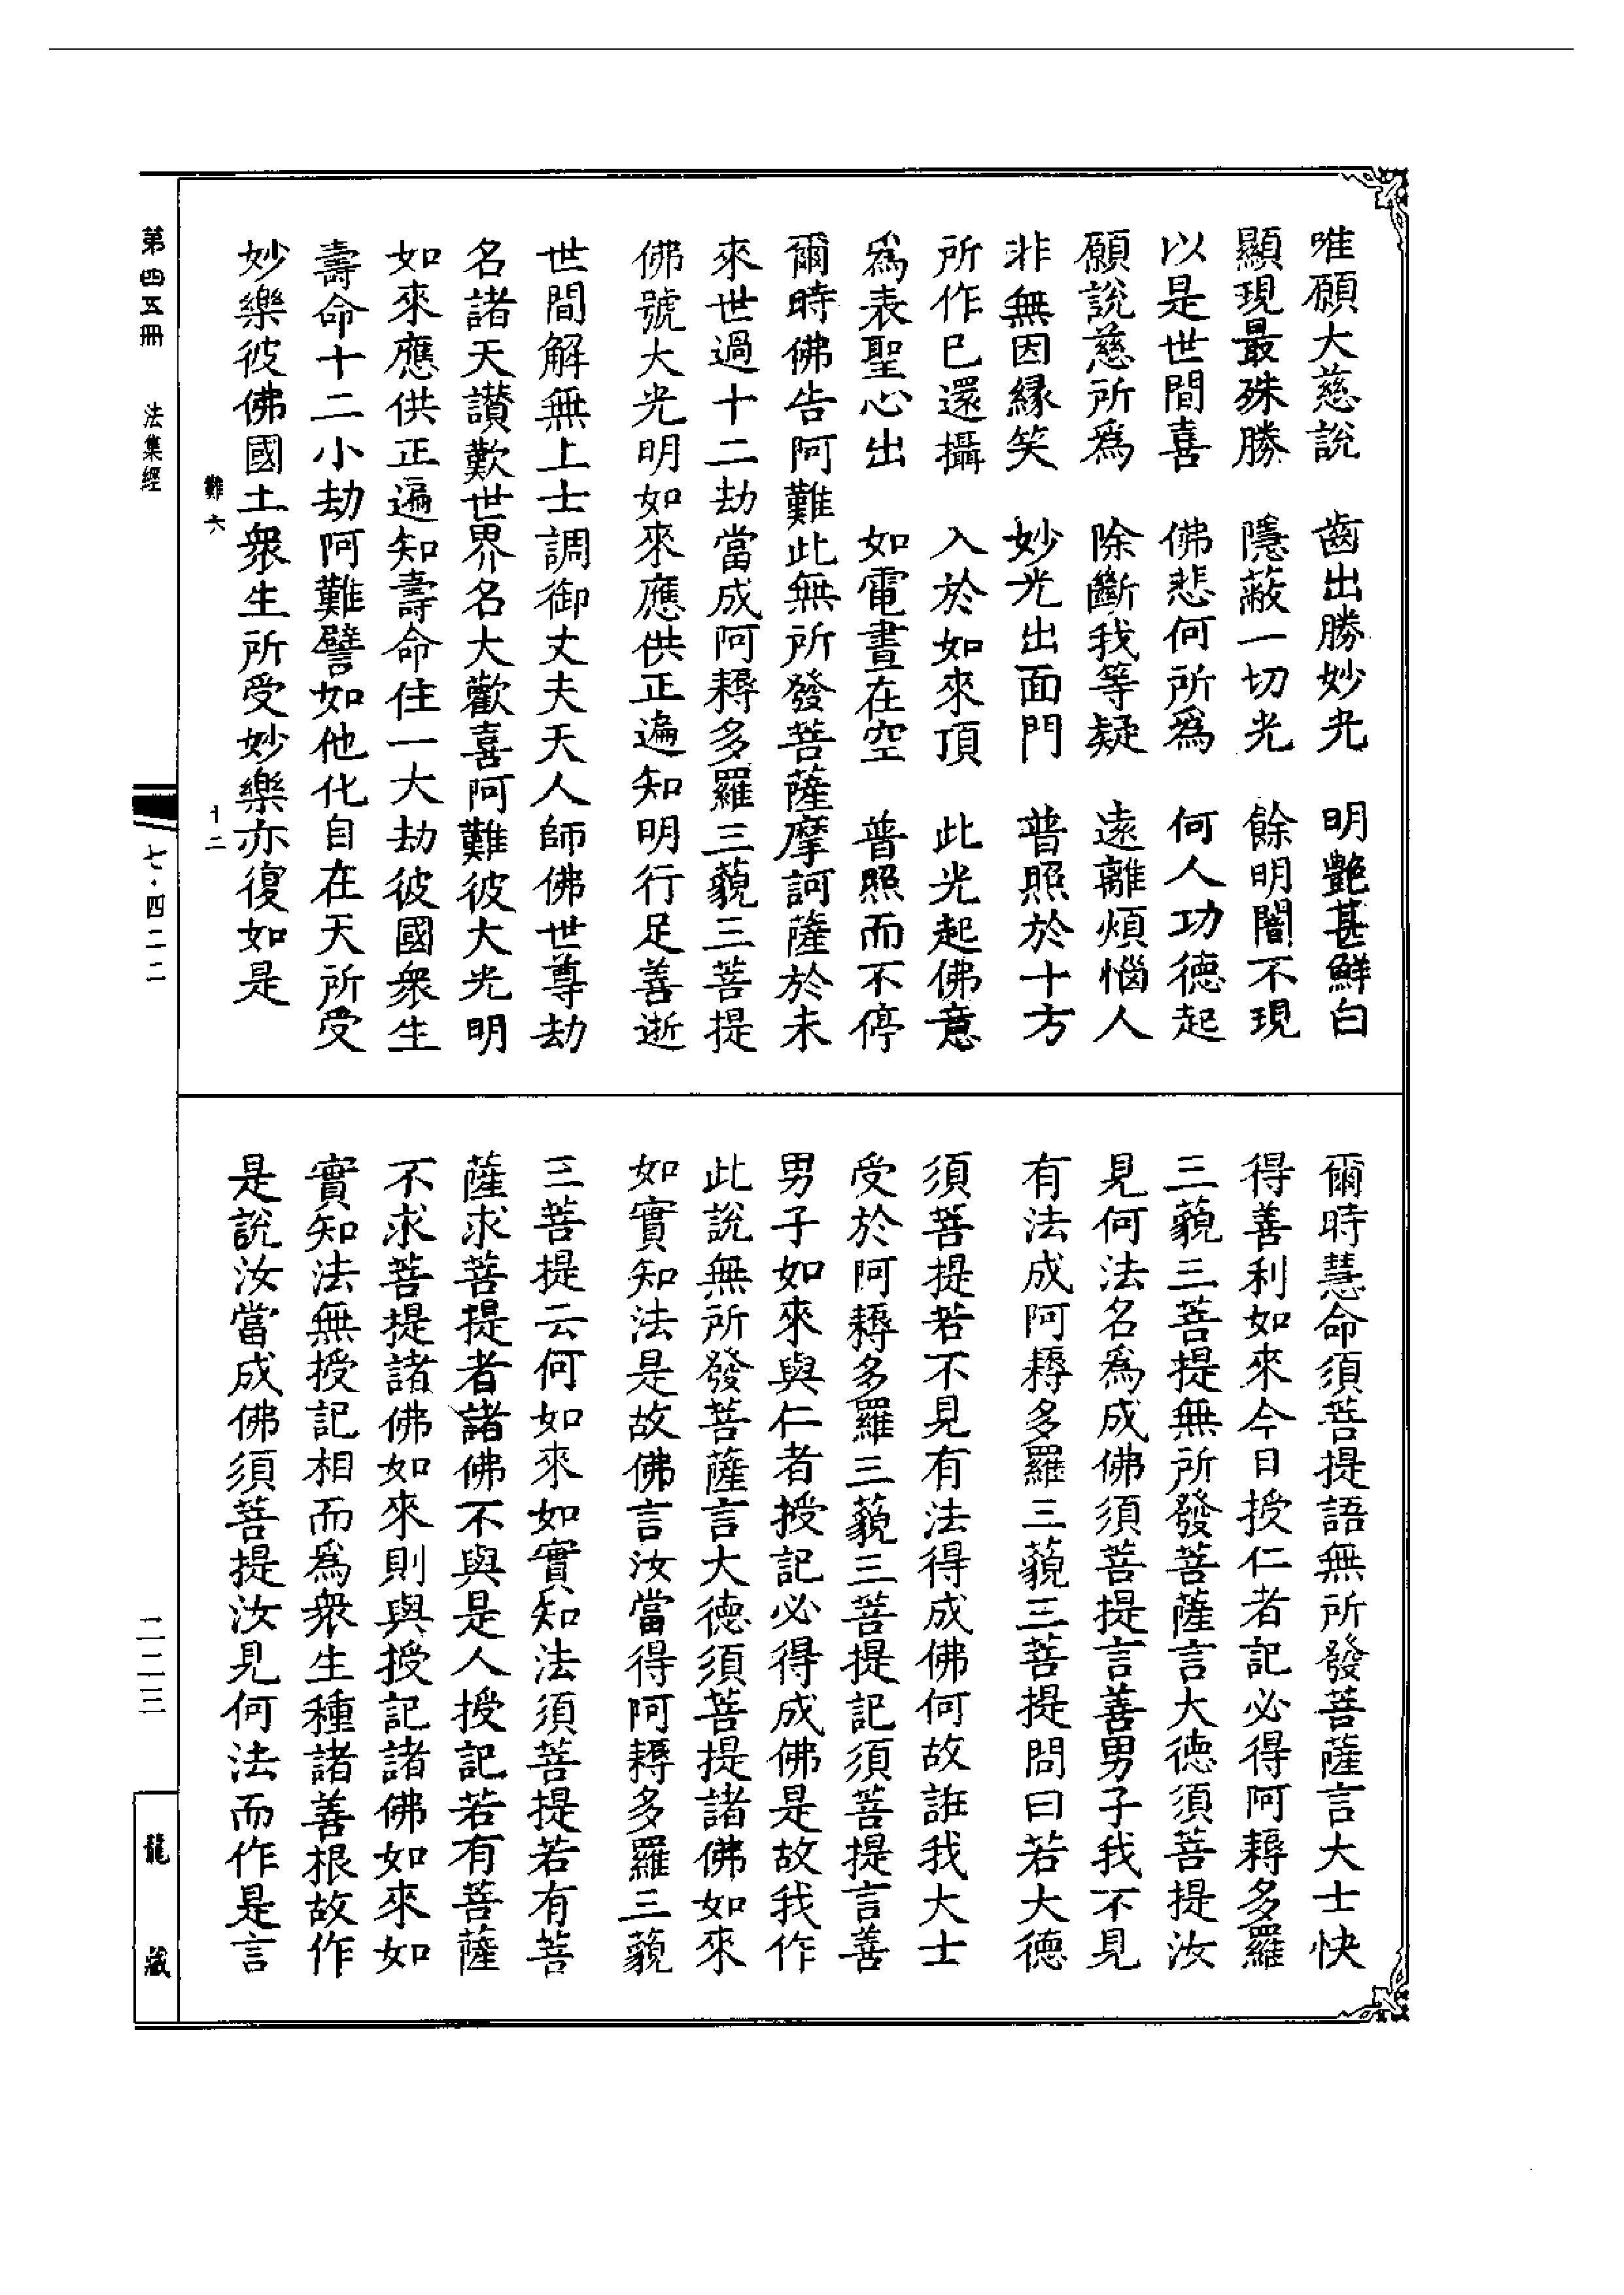 唯願大慈說　齒出勝妙光　明艷甚鮮白
顯現最殊勝　隱蔽一切光　餘明闇不現
以是世間喜　佛悲何所爲　何人功德起
願說慈所爲　除斷我等疑　遠離煩惱人
非無因緣笑　妙光出面門　普照於十方
所作已還攝　入於如來頂　此光起佛意
爲表聖心出　如電晝在空　普照而不停
爾時佛告阿難此無所發菩薩摩訶薩於未
來世過十二劫當成阿耨多羅三藐三菩提
佛號大光明如來應供正遍知明行足善逝
世間解無上士調御丈夫天人師佛世尊劫
名諸天讃歎世界名大歡喜阿難彼大光明
如來應供正遍知壽命住一大劫彼國衆生
壽命十二小劫阿難譬如他化自在天所受
妙樂彼佛國土衆生所受妙樂亦復如是
難六　十二
爾時慧命須菩提語無所發菩薩言大士快
得善利如來今日授仁者記必得阿耨多羅
三藐三菩提無所發菩薩言大德須菩提汝
見何法名爲成佛須菩提言善男子我不見
有法成阿耨多羅三藐三菩提問曰若大德
須菩提若不見有法得成佛何故誑我大士
受於阿耨多羅三藐三菩提記須菩提言善
男子如來與仁者授記必得成佛是故我作
此說無所發菩薩言大德須菩提諸佛如來
如實知法是故佛言汝當得阿耨多羅三藐
三菩提云何如來如實知法須菩提若有菩
薩求菩提者諸佛不與是人授記若有菩薩
不求菩提諸佛如來則與授記諸佛如來如
實知法無授記相而爲衆生種諸善根故作
是說汝當成佛須菩提汝見何法而作是言
第四五冊　法集經
七·四二二
二二三
龍藏